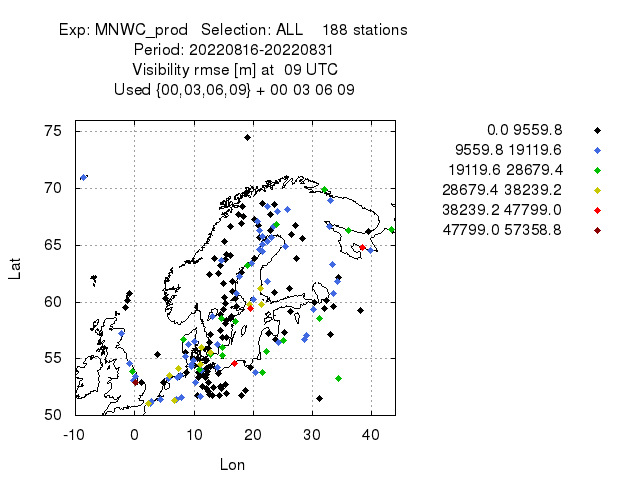 Exp: MNWC_prod Selection: ALL 188 stations
Period: 20220816-20220831
Visibility rmse [m] at 09 UTC
Used {00,03,06,09} + 00 03 06 09
0.0 9559.8
9559.8 19119.6
19119.6 28679.4
28679.4 38239.2
38239.2 47799.0
47799.0 57358.8
Lat
75
70
65
60
55
50
-10 0 10 20 30 40
Lon